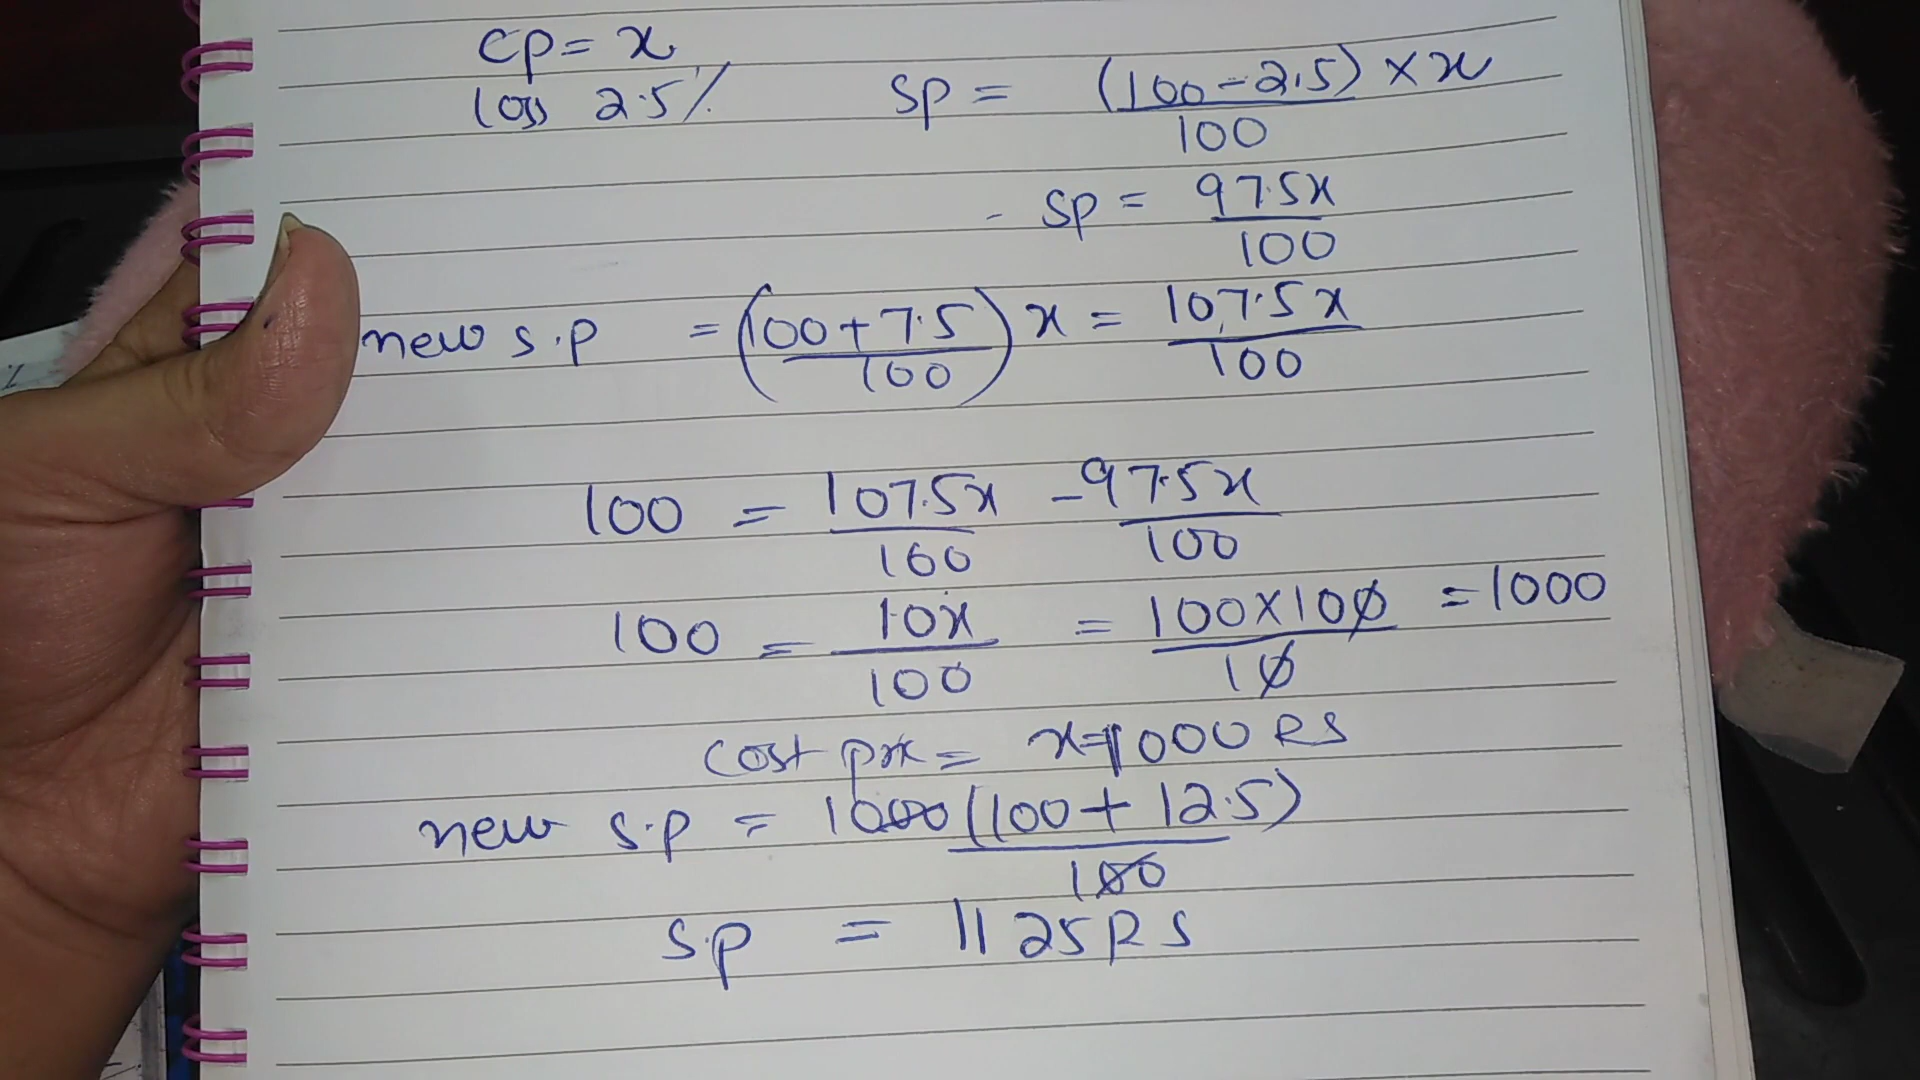 CP = x
loss 2.5%
SP = (100-2.5) × x
100
SP = 97.5x
100
new s.p = (100+7.5) x = 107.5x
100 100
100 = 107.5x - 97.5x
100 100
100 = 10x = 100×100 = 1000
100 10
cost = x=1000 RS
new s.p = 1000 (100 + 12.5)
100
S.P = 1125 RS